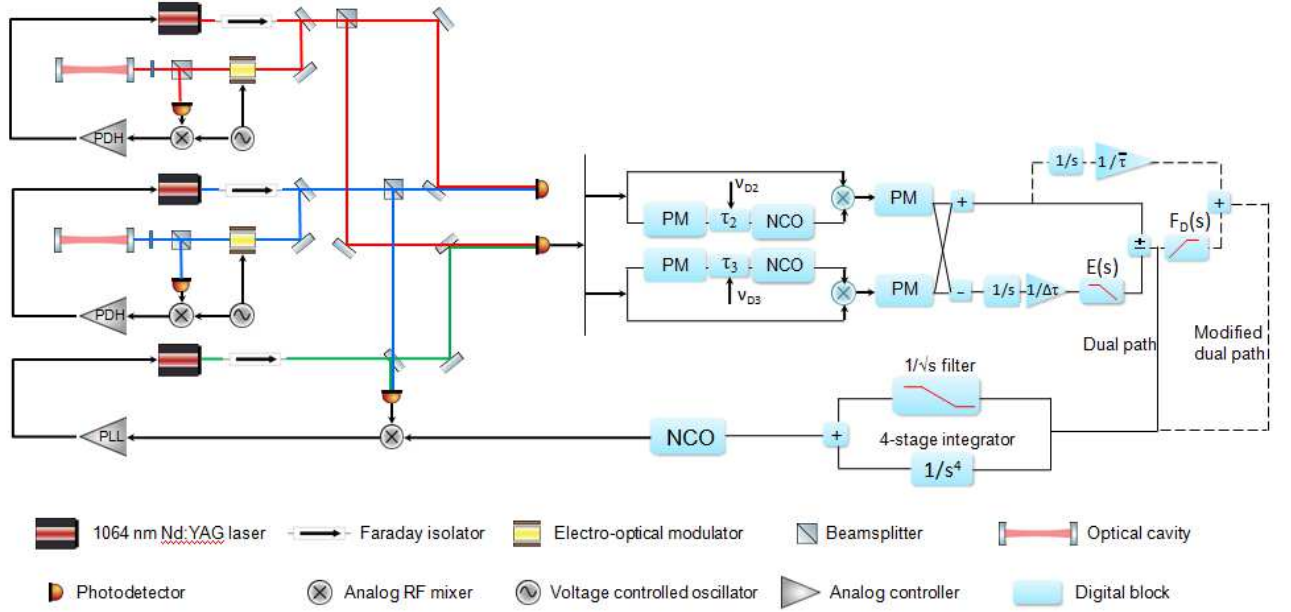 PDH
PDH
PLL
PM
τ₂
NCO
νD2
PM
τ₃
NCO
νD3
PM
PM
+
−
1/s
1/τ̄
1/s
1/Δτ
E(s)
±
F_D(s)
+
Dual path
Modified
dual path
1/√s filter
4-stage integrator
1/s⁴
+
NCO
1064 nm Nd:YAG laser
Faraday isolator
Electro-optical modulator
Beamsplitter
Optical cavity
Photodetector
Analog RF mixer
Voltage controlled oscillator
Analog controller
Digital block